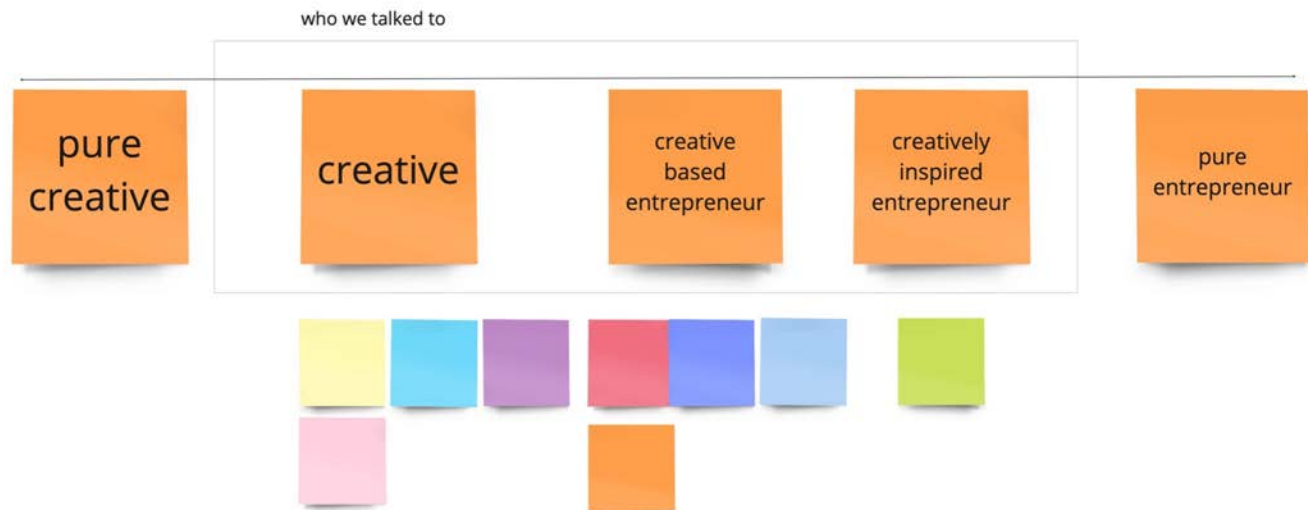 who we talked to
pure
creative
creative
creative
based
entrepreneur
creatively
inspired
entrepreneur
pure
entrepreneur